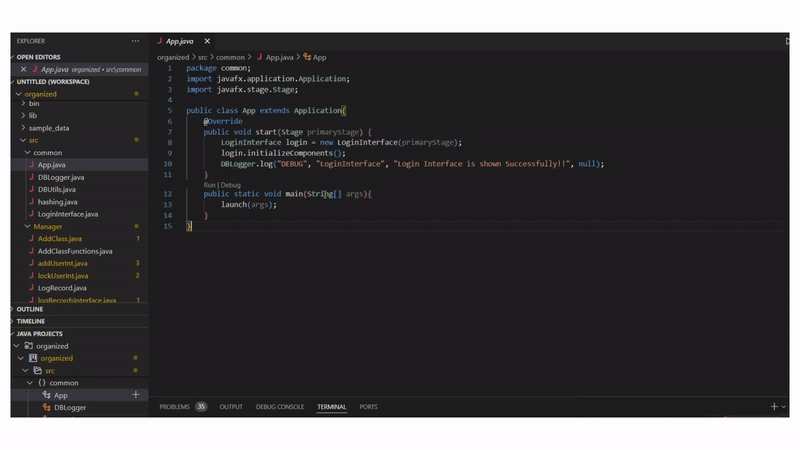 EXPLORER
OPEN EDITORS
App.java organized • src\common
UNTITLED (WORKSPACE)
organized
bin
lib
sample_data
src
common
App.java
DBLogger.java
DBUtils.java
hashing.java
LoginInterface.java
Manager
AddClass.java 1
AddClassFunctions.java
addUserInt.java 3
lockUserInt.java 2
LogRecord.java
logRecordsInterface.java 1
OUTLINE
TIMELINE
JAVA PROJECTS
organized
organized
src
{} common
App
DBLogger
App.java
organized > src > common > App.java > App
1 package common;
2 import javafx.application.Application;
3 import javafx.stage.Stage;
4
5 public class App extends Application{
6 @Override
7 public void start(Stage primaryStage) {
8 LoginInterface login = new LoginInterface(primaryStage);
9 login.initializeComponents();
10 DBLogger.log("DEBUG", "LoginInterface", "Login Interface is shown Successfully!!", null);
11 }
Run | Debug
12 public static void main(String[] args){
13 launch(args);
14 }
15 }
PROBLEMS 35 OUTPUT DEBUG CONSOLE TERMINAL PORTS